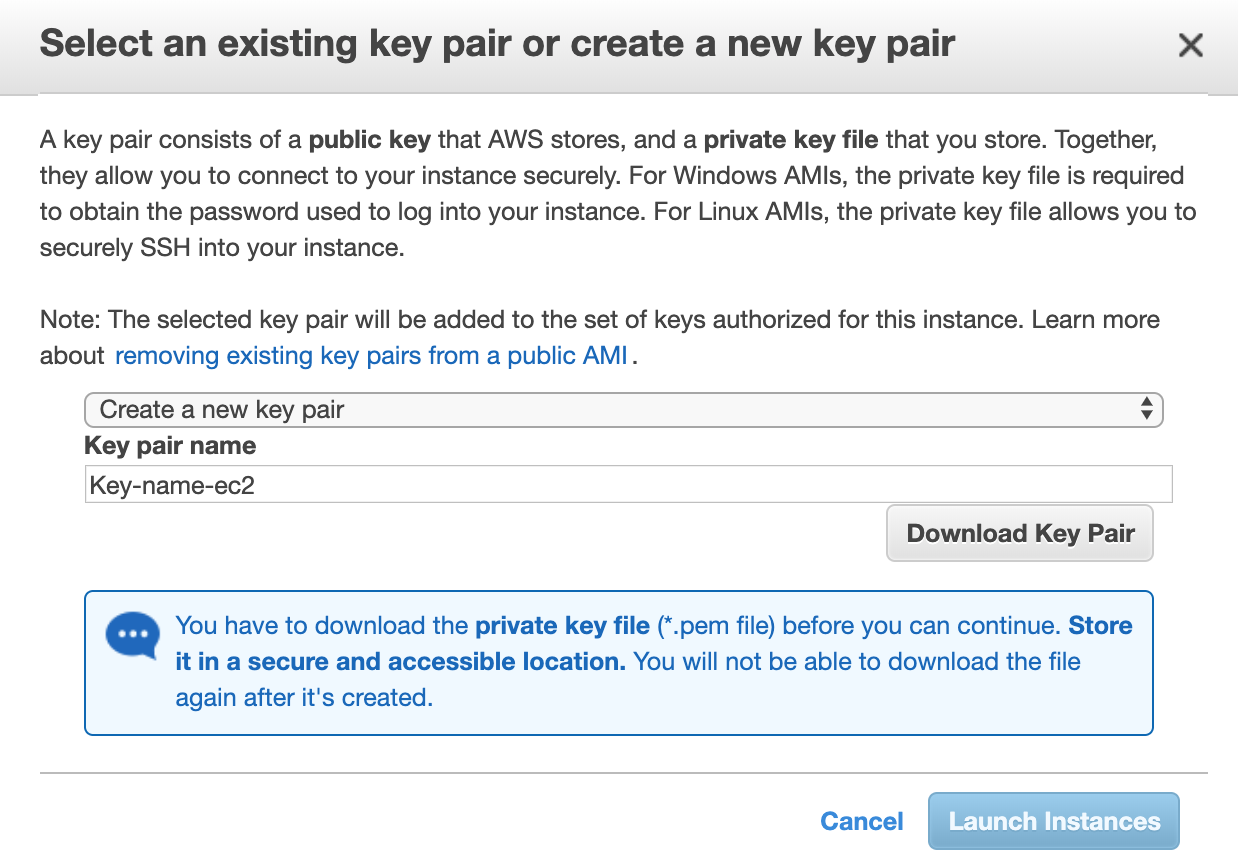 Select an existing key pair or create a new key pair
A key pair consists of a public key that AWS stores, and a private key file that you store. Together,
they allow you to connect to your instance securely. For Windows AMIs, the private key file is required
to obtain the password used to log into your instance. For Linux AMIs, the private key file allows you to
securely SSH into your instance.
Note: The selected key pair will be added to the set of keys authorized for this instance. Learn more
about removing existing key pairs from a public AMI.
Create a new key pair
Key pair name
Key-name-ec2
Download Key Pair
You have to download the private key file (*.pem file) before you can continue. Store
it in a secure and accessible location. You will not be able to download the file
again after it's created.
Cancel Launch Instances